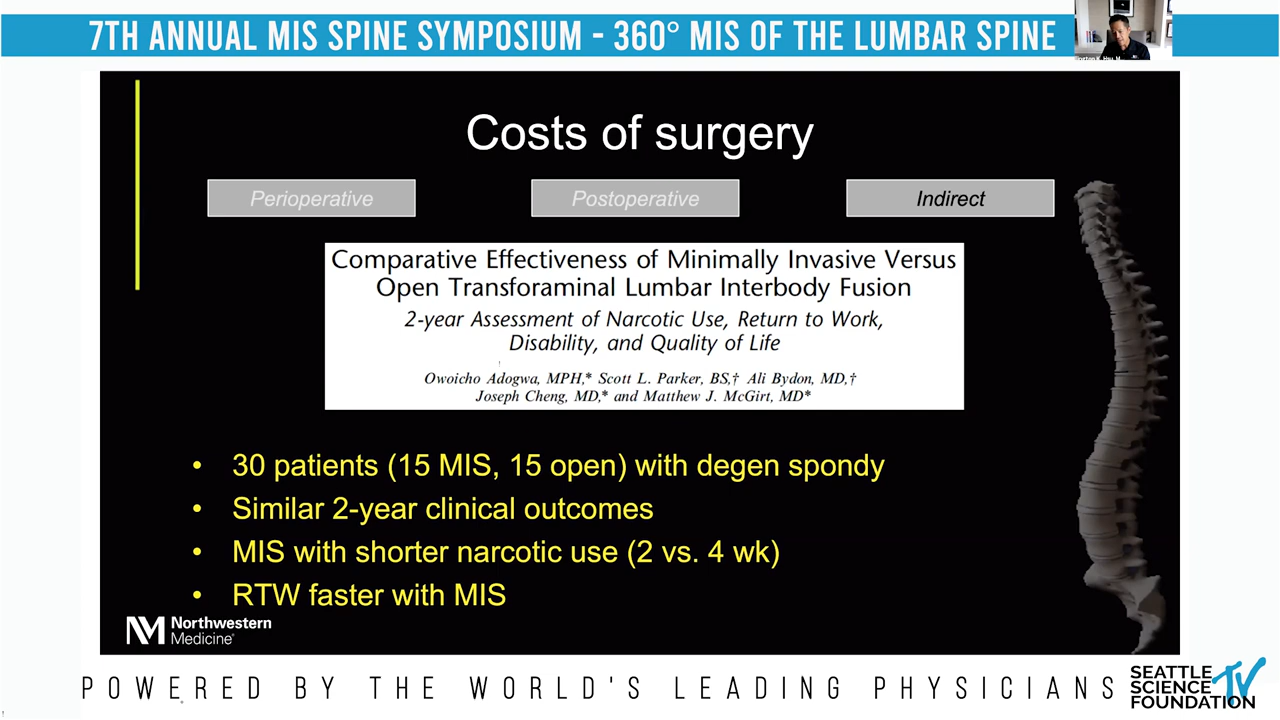 7TH ANNUAL MIS SPINE SYMPOSIUM - 360° MIS OF THE LUMBAR SPINE
Costs of surgery
Perioperative
Postoperative
Indirect
Comparative Effectiveness of Minimally Invasive Versus
Open Transforaminal Lumbar Interbody Fusion
2-year Assessment of Narcotic Use, Return to Work,
Disability, and Quality of Life
Owoicho Adogwa, MPH,* Scott L. Parker, BS,† Ali Bydon, MD,†
Joseph Cheng, MD,* and Matthew J. McGirt, MD*
• 30 patients (15 MIS, 15 open) with degen spondy
• Similar 2-year clinical outcomes
• MIS with shorter narcotic use (2 vs. 4 wk)
• RTW faster with MIS
Northwestern
Medicine®
POWERED BY THE WORLD'S LEADING PHYSICIANS
SEATTLE
SCIENCE
FOUNDATION
TV